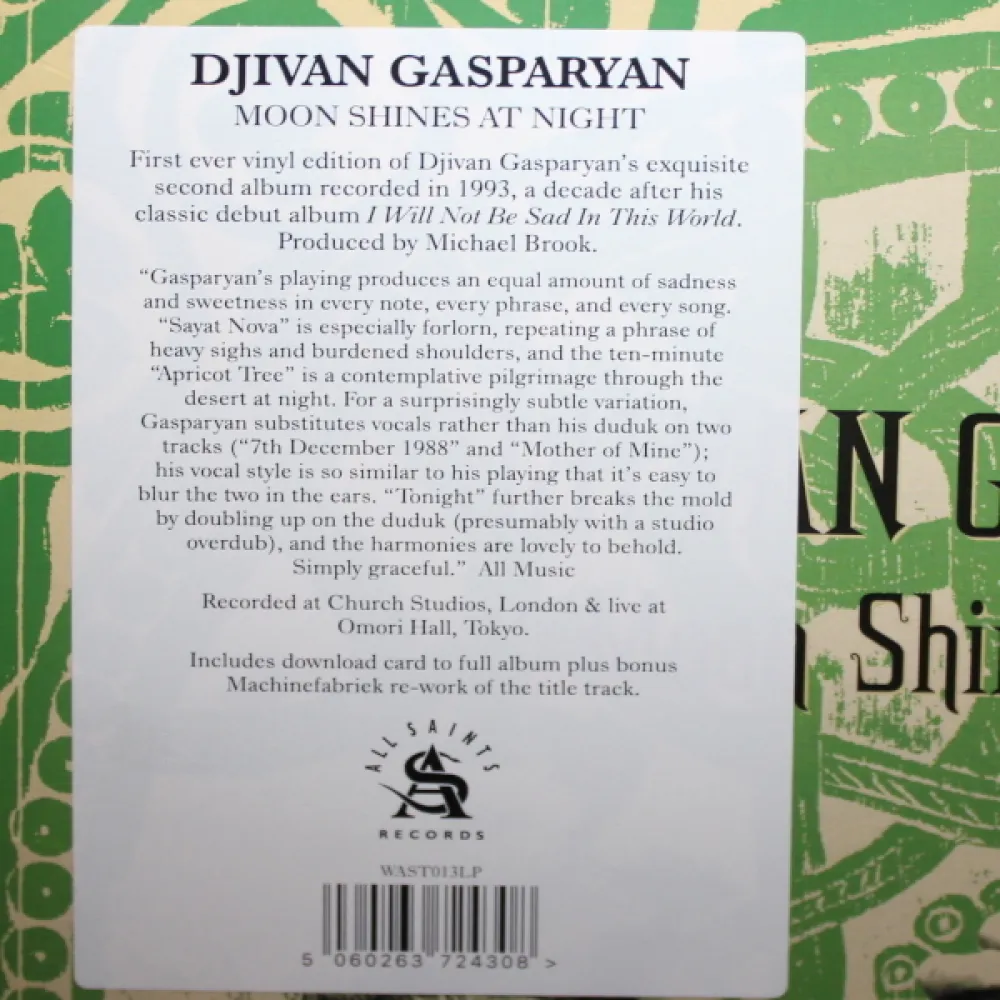 DJIVAN GASPARYAN
MOON SHINES AT NIGHT
First ever vinyl edition of Djivan Gasparyan's exquisite
second album recorded in 1993, a decade after his
classic debut album I Will Not Be Sad In This World.
Produced by Michael Brook.
"Gasparyan's playing produces an equal amount of sadness
and sweetness in every note, every phrase, and every song.
"Sayat Nova" is especially forlorn, repeating a phrase of
heavy sighs and burdened shoulders, and the ten-minute
"Apricot Tree" is a contemplative pilgrimage through the
desert at night. For a surprisingly subtle variation,
Gasparyan substitutes vocals rather than his duduk on two
tracks ("7th December 1988" and "Mother of Mine");
his vocal style is so similar to his playing that it's easy to
blur the two in the ears. "Tonight" further breaks the mold
by doubling up on the duduk (presumably with a studio
overdub), and the harmonies are lovely to behold.
Simply graceful." All Music
Recorded at Church Studios, London & live at
Omori Hall, Tokyo.
Includes download card to full album plus bonus
Machinefabriek re-work of the title track.
ALL SAINTS
SA
RECORDS
WAST013LP
5 060263 724308 >
AN G
Shi